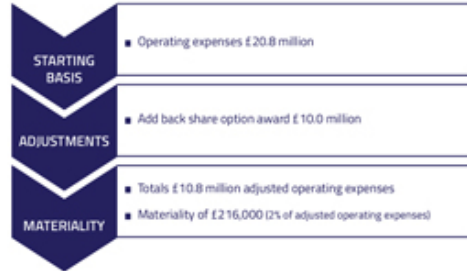 STARTING
BASIS
▪ Operating expenses £20.8 million
ADJUSTMENTS
▪ Add back share option award £10.0 million
MATERIALITY
▪ Totals £10.8 million adjusted operating expenses
▪ Materiality of £216,000 (2% of adjusted operating expenses)